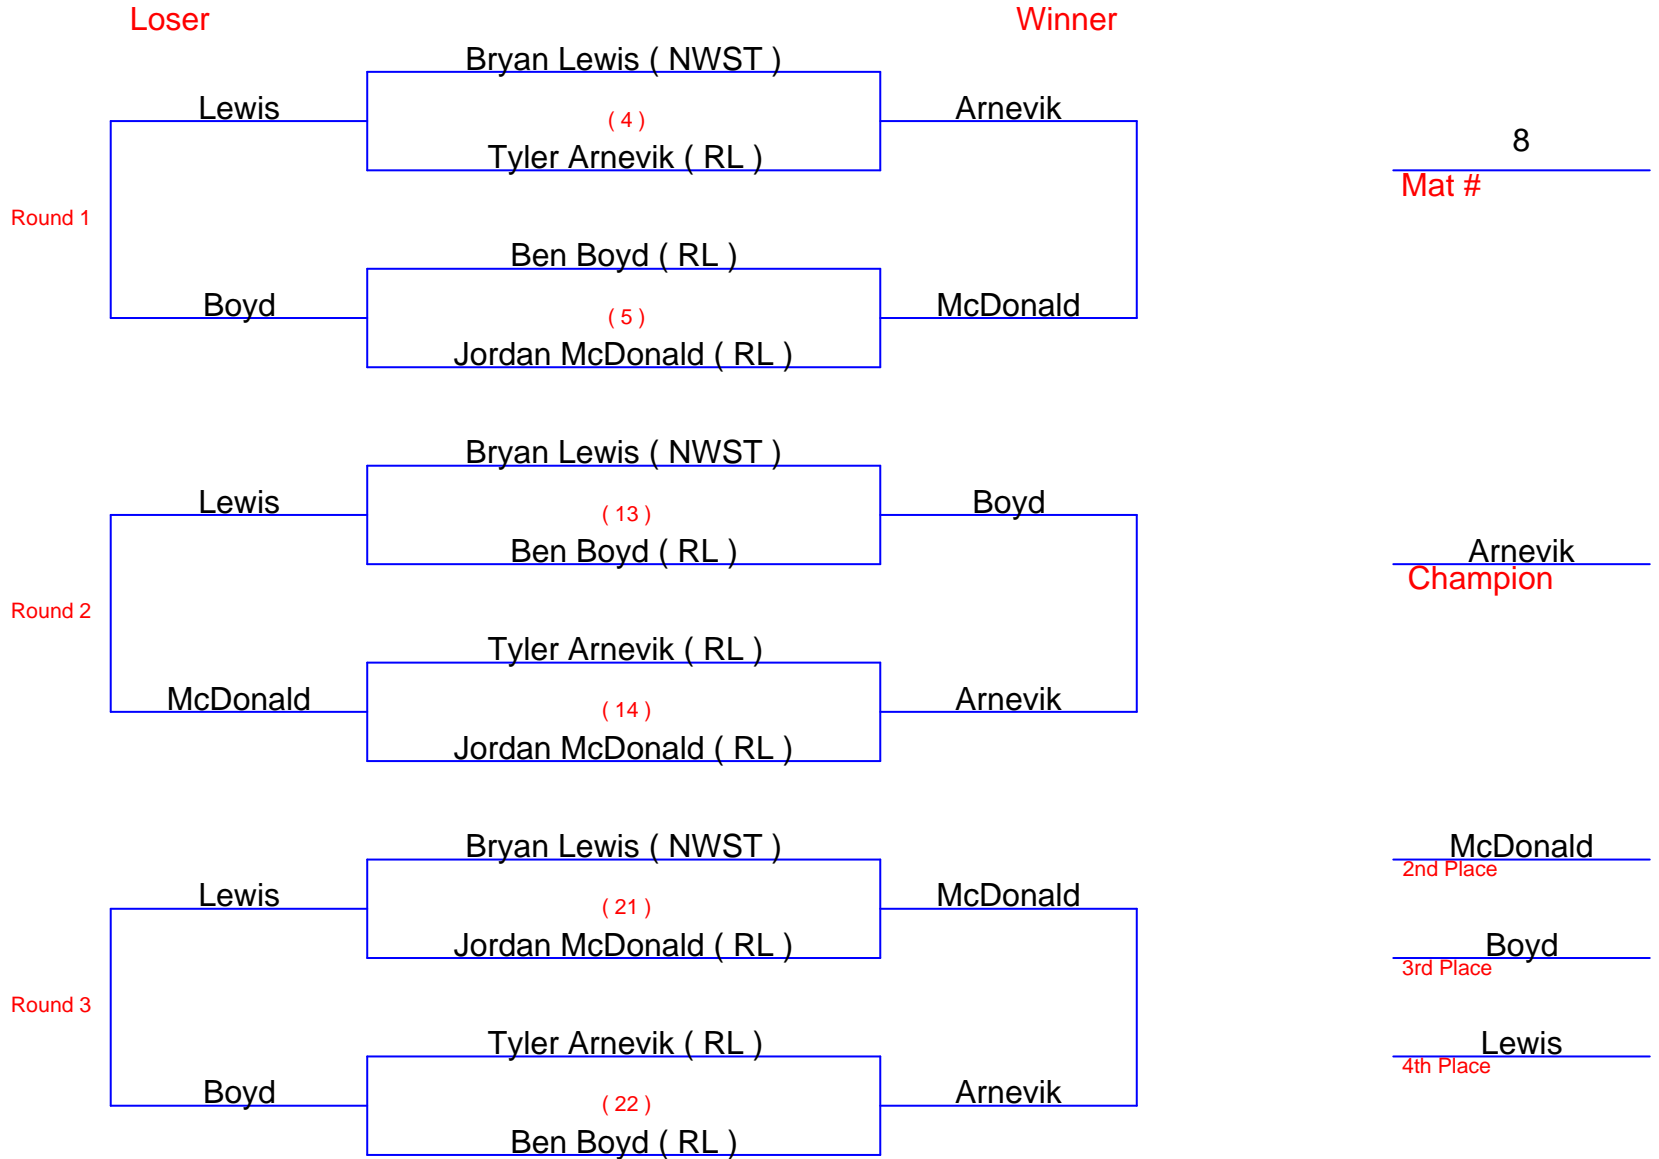 Loser
Winner
Bryan Lewis ( NWST )
Lewis
( 4 )
Arnevik
Tyler Arnevik ( RL )
8
Mat #
Round 1
Ben Boyd ( RL )
Boyd
( 5 )
McDonald
Jordan McDonald ( RL )
Bryan Lewis ( NWST )
Lewis
( 13 )
Boyd
Ben Boyd ( RL )
Arnevik
Champion
Round 2
Tyler Arnevik ( RL )
McDonald
( 14 )
Arnevik
Jordan McDonald ( RL )
Bryan Lewis ( NWST )
McDonald
2nd Place
Lewis
( 21 )
McDonald
Jordan McDonald ( RL )
Boyd
3rd Place
Round 3
Tyler Arnevik ( RL )
Lewis
4th Place
Boyd
( 22 )
Arnevik
Ben Boyd ( RL )